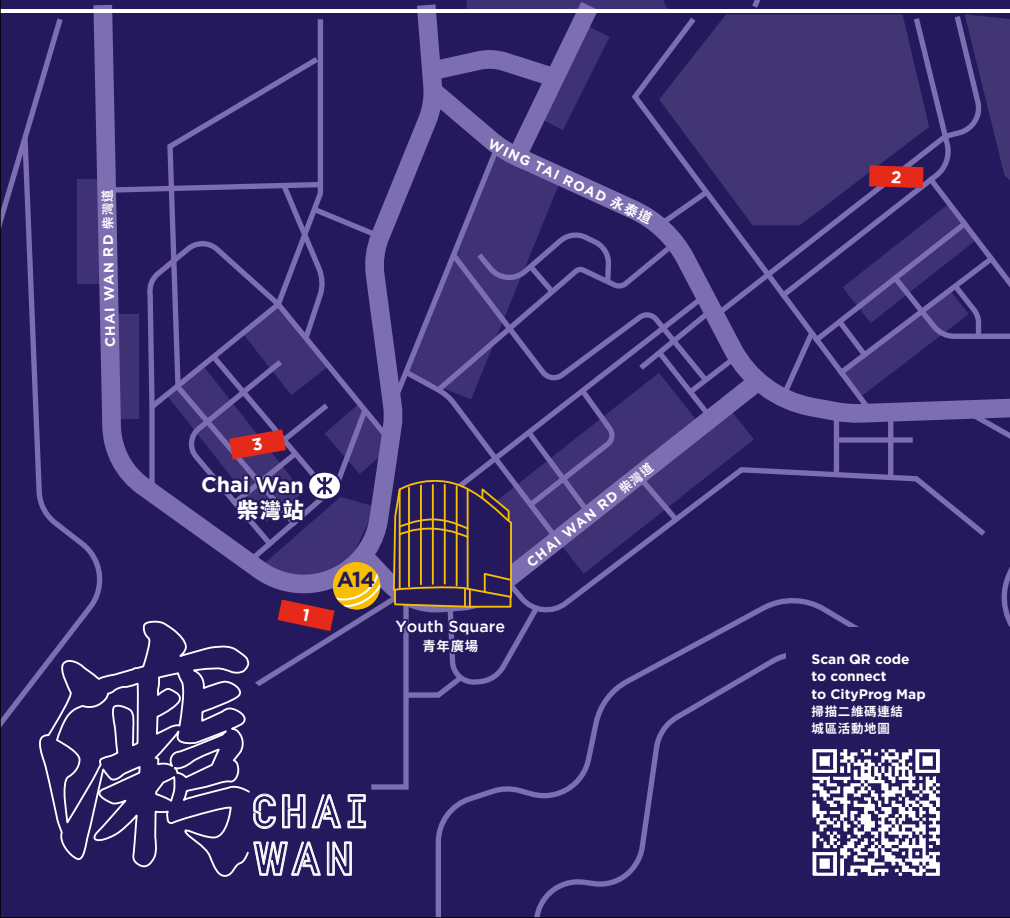 WING TAI ROAD 永泰道
2
CHAI WAN RD 柴灣道
3
Chai Wan
柴灣站
CHAI WAN RD 柴灣道
A14
1
Youth Square
青年廣場
Scan QR code
to connect
to CityProg Map
掃描二維碼連結
城區活動地圖
灣
CHAI
WAN